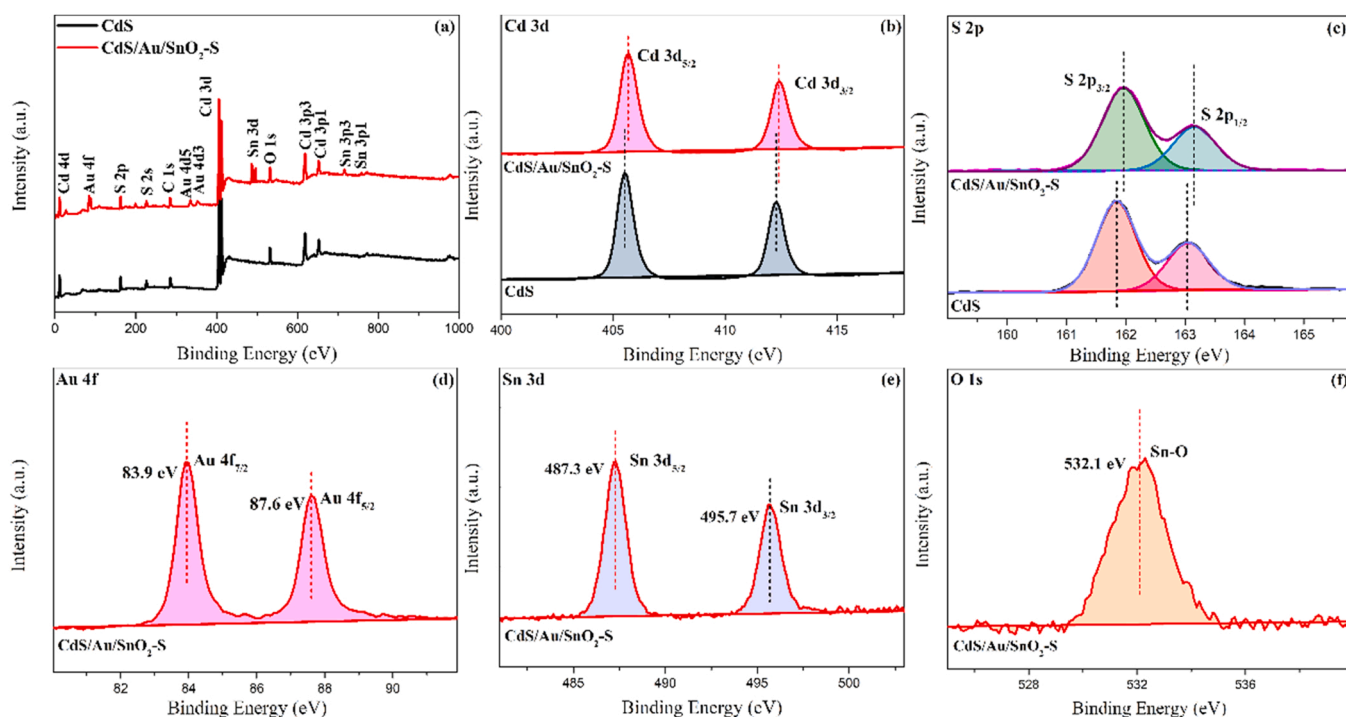 (a)
CdS
CdS/Au/SnO₂-S
Cd 4d
Au 4f
S 2p
S 2s
C 1s
Au 4d5
Au 4d3
Cd 3d
Sn 3d
O 1s
Cd 3p3
Cd 3p1
Sn 3p3
Sn 3p1
Intensity (a.u.)
0 200 400 600 800 1000
Binding Energy (eV)
Cd 3d (b)
Cd 3d₅/₂
Cd 3d₃/₂
CdS/Au/SnO₂-S
CdS
Intensity (a.u.)
400 405 410 415
Binding Energy (eV)
S 2p (c)
S 2p₃/₂
S 2p₁/₂
CdS/Au/SnO₂-S
CdS
Intensity (a.u.)
160 161 162 163 164 165
Binding Energy (eV)
Au 4f (d)
83.9 eV
Au 4f₇/₂
87.6 eV
Au 4f₅/₂
CdS/Au/SnO₂-S
Intensity (a.u.)
82 84 86 88 90
Binding Energy (eV)
Sn 3d (e)
487.3 eV
Sn 3d₅/₂
495.7 eV
Sn 3d₃/₂
CdS/Au/SnO₂-S
Intensity (a.u.)
485 490 495 500
Binding Energy (eV)
O 1s (f)
532.1 eV
Sn-O
CdS/Au/SnO₂-S
Intensity (a.u.)
528 532 536
Binding Energy (eV)